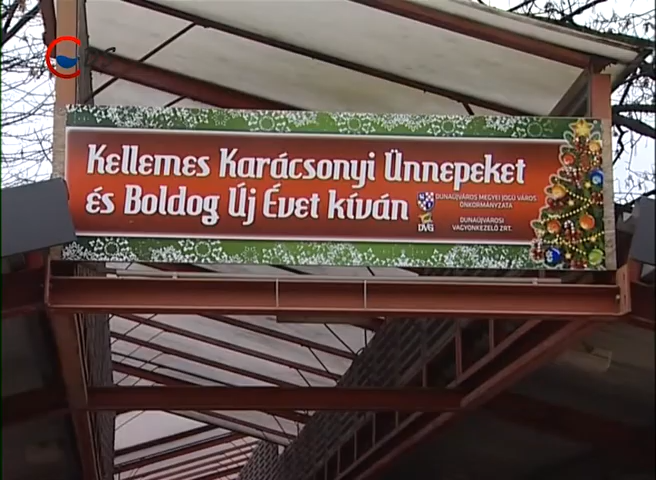 Kellemes Karácsonyi Ünnepeket
és Boldog Új Évet kíván
DUNAÚJVÁROS MEGYEI JOGÚ VÁROS
ÖNKORMÁNYZATA
DUNAÚJVÁROSI
VAGYONKEZELŐ ZRT.
DVG